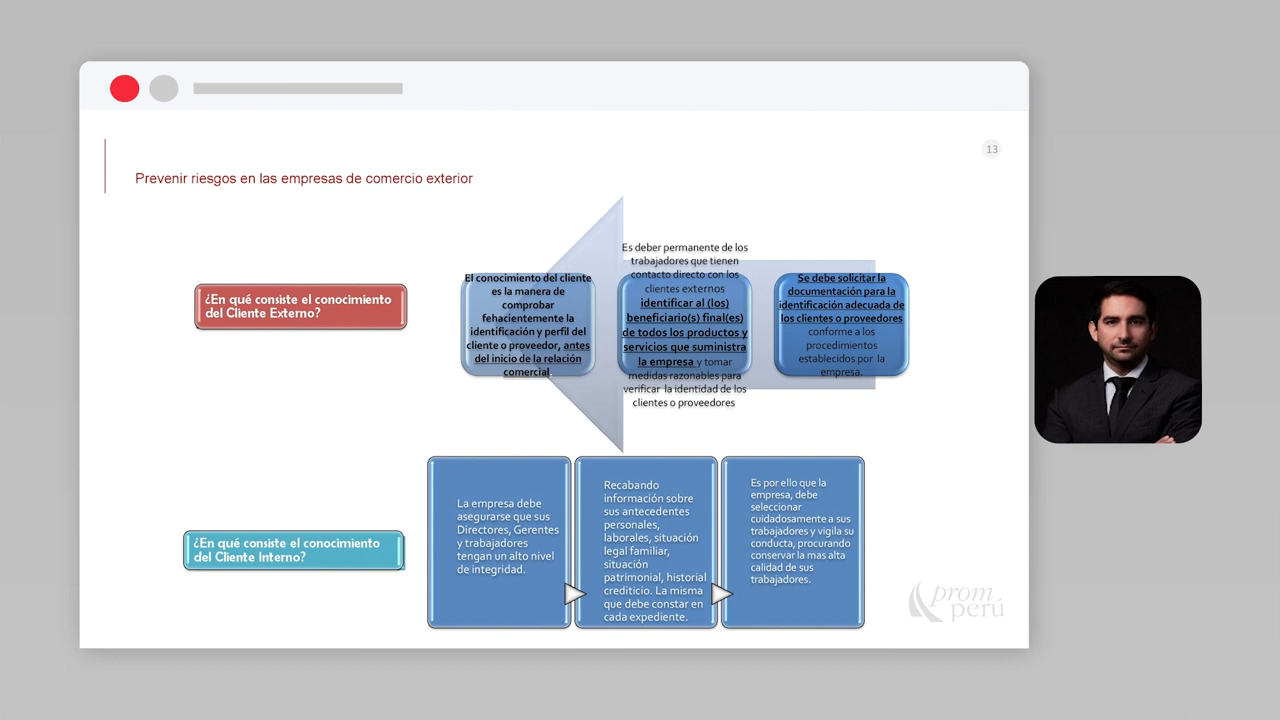 13
Prevenir riesgos en las empresas de comercio exterior
¿En qué consiste el conocimiento
del Cliente Externo?
El conocimiento del cliente
es la manera de
comprobar
fehacientemente la
identificación y perfil del
cliente o proveedor, antes
del inicio de la relación
comercial.
Es deber permanente de los
trabajadores que tienen
contacto directo con los
clientes externos
identificar al (los)
beneficiario(s) final(es)
de todos los productos y
servicios que suministra
la empresa y tomar
medidas razonables para
verificar la identidad de los
clientes o proveedores
Se debe solicitar la
documentación para la
identificación adecuada de
los clientes o proveedores
conforme a los
procedimientos
establecidos por la
empresa.
¿En qué consiste el conocimiento
del Cliente Interno?
La empresa debe
asegurarse que sus
Directores, Gerentes
y trabajadores
tengan un alto nivel
de integridad.
Recabando
información sobre
sus antecedentes
personales,
laborales, situación
legal familiar,
situación
patrimonial, historial
crediticio. La misma
que debe constar en
cada expediente.
Es por ello que la
empresa, debe
seleccionar
cuidadosamente a sus
trabajadores y vigila su
conducta, procurando
conservar la mas alta
calidad de sus
trabajadores.
prom
perú